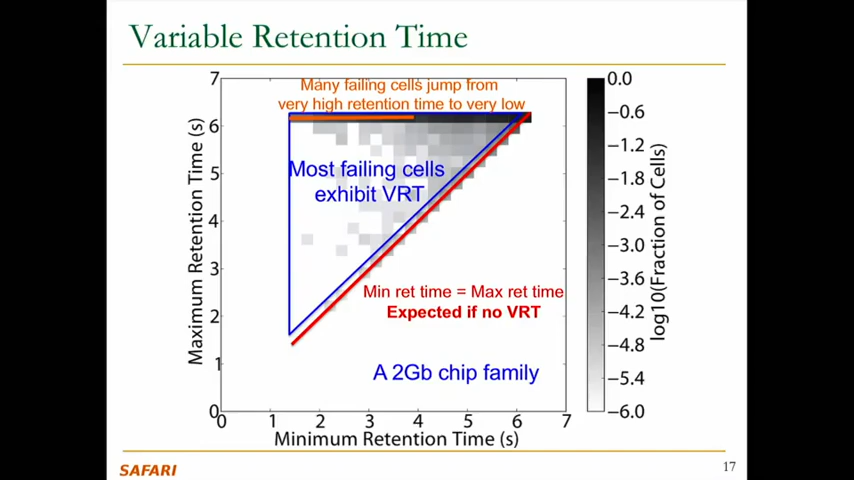 Variable Retention Time
7
6
5
4
3
2
1
0
Maximum Retention Time (s)
Many failing cells jump from
very high retention time to very low
Most failing cells
exhibit VRT
Min ret time = Max ret time
Expected if no VRT
A 2Gb chip family
0 1 2 3 4 5 6 7
Minimum Retention Time (s)
0.0
−0.6
−1.2
−1.8
−2.4
−3.0
−3.6
−4.2
−4.8
−5.4
−6.0
log10(Fraction of Cells)
SAFARI
17